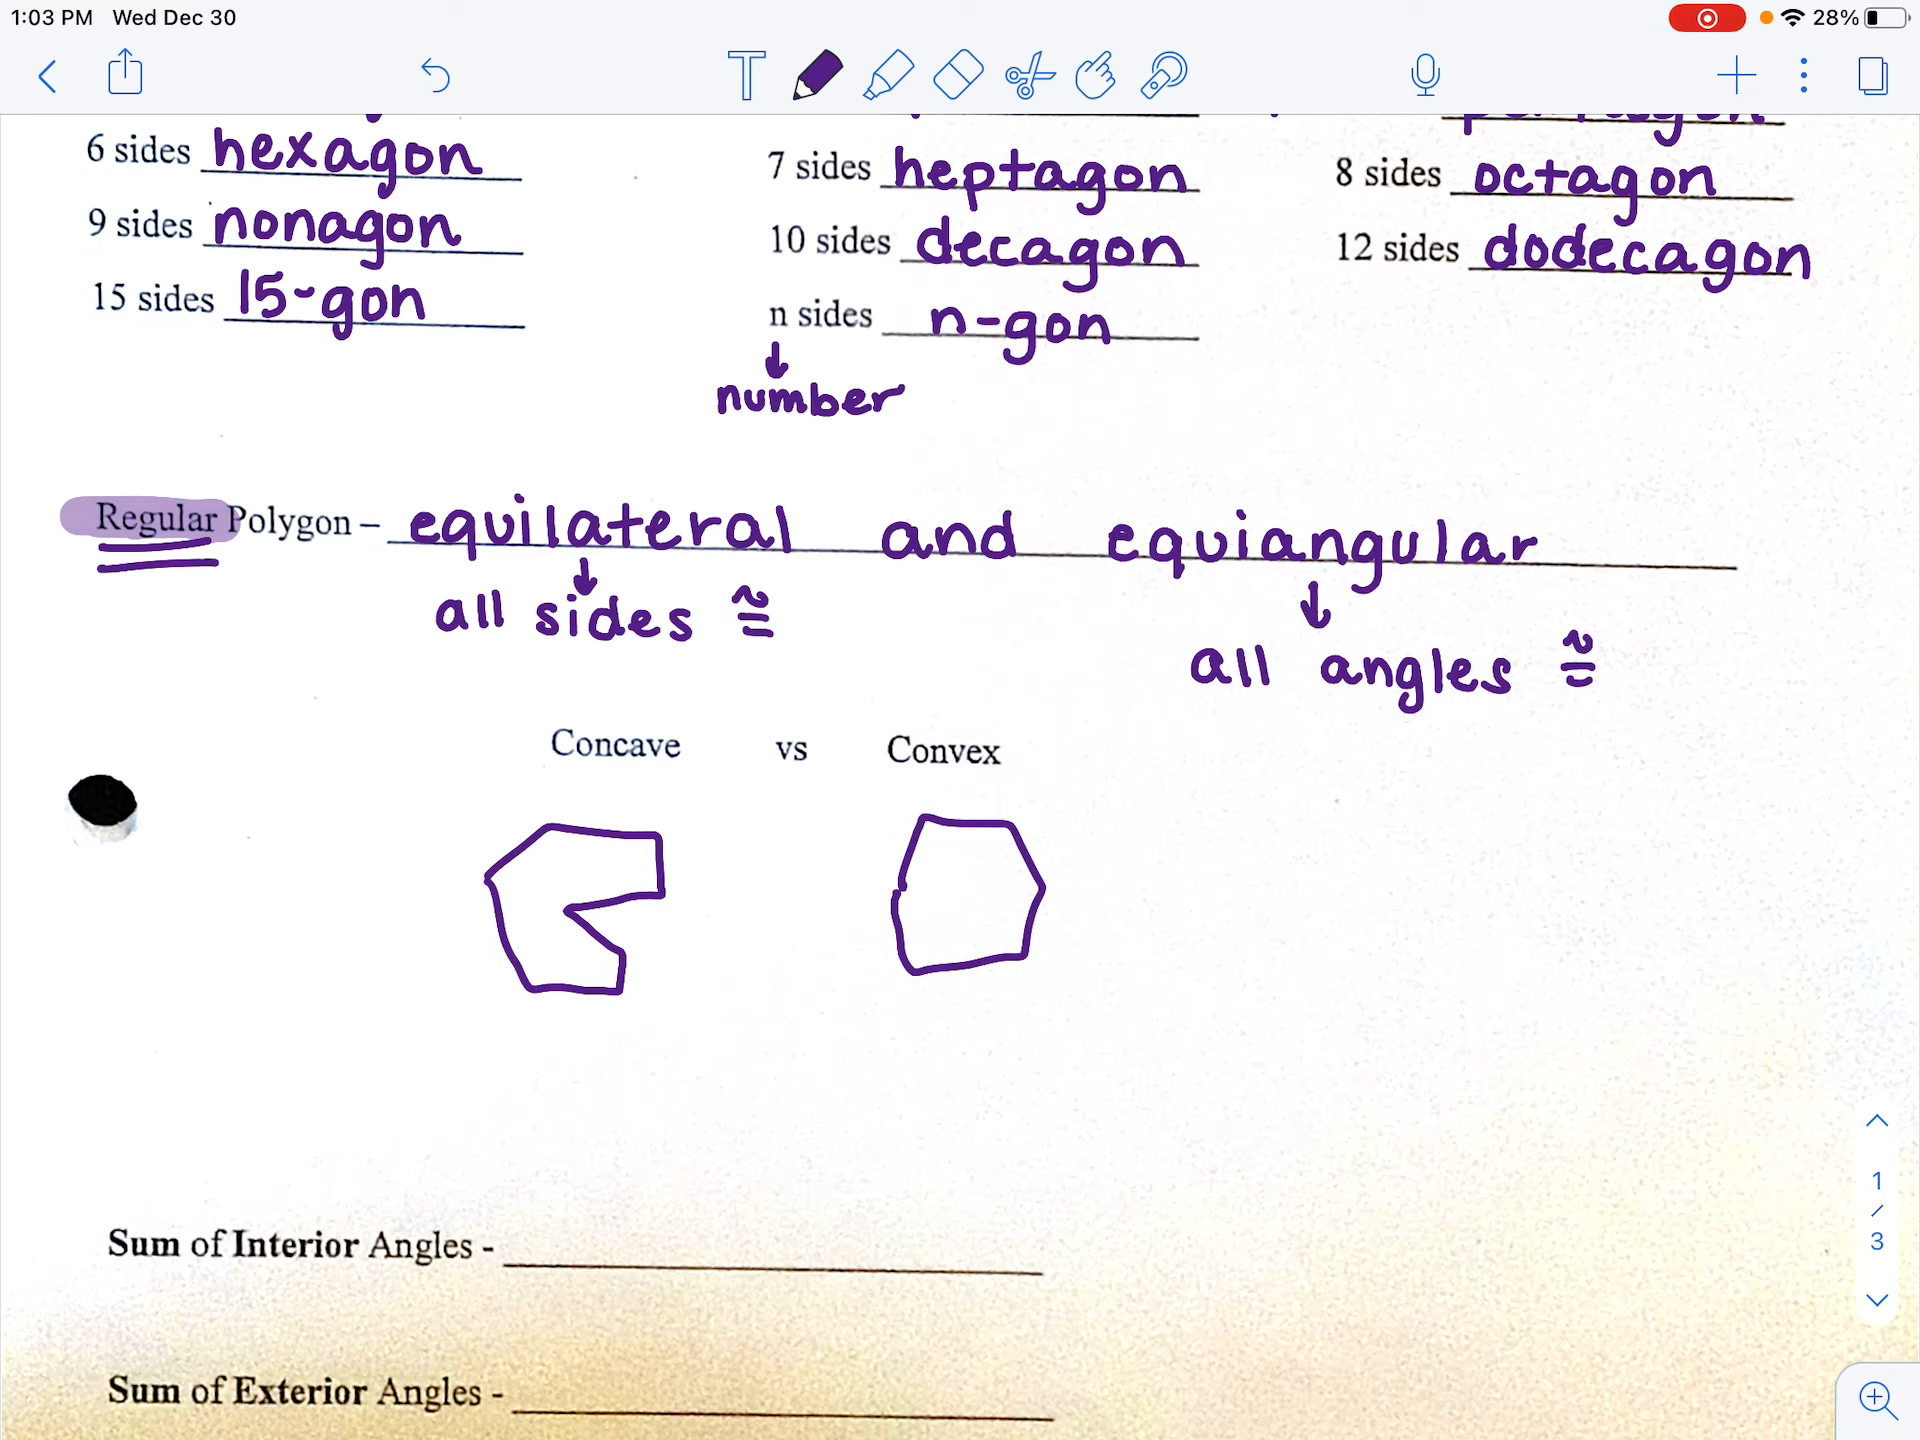 1:03 PM Wed Dec 30 28%
6 sides hexagon 7 sides heptagon 8 sides octagon
9 sides nonagon 10 sides decagon 12 sides dodecagon
15 sides 15-gon n sides n-gon
number
Regular Polygon – equilateral and equiangular
all sides ≅
all angles ≅
Concave vs Convex
1 / 3
Sum of Interior Angles -
Sum of Exterior Angles -